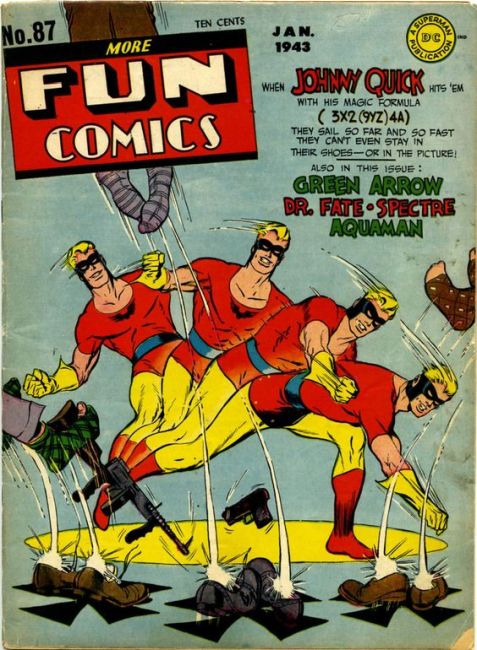 No.87
TEN CENTS
JAN.
1943
A SUPERMAN
DC
PUBLICATION
MORE
FUN
COMICS
WHEN JOHNNY QUICK HITS 'EM
WITH HIS MAGIC FORMULA
( 3X2(9YZ)4A)
THEY SAIL SO FAR AND SO FAST
THEY CAN'T EVEN STAY IN
THEIR SHOES—OR IN THE PICTURE!
ALSO IN THIS ISSUE:
GREEN ARROW
DR. FATE • SPECTRE
AQUAMAN